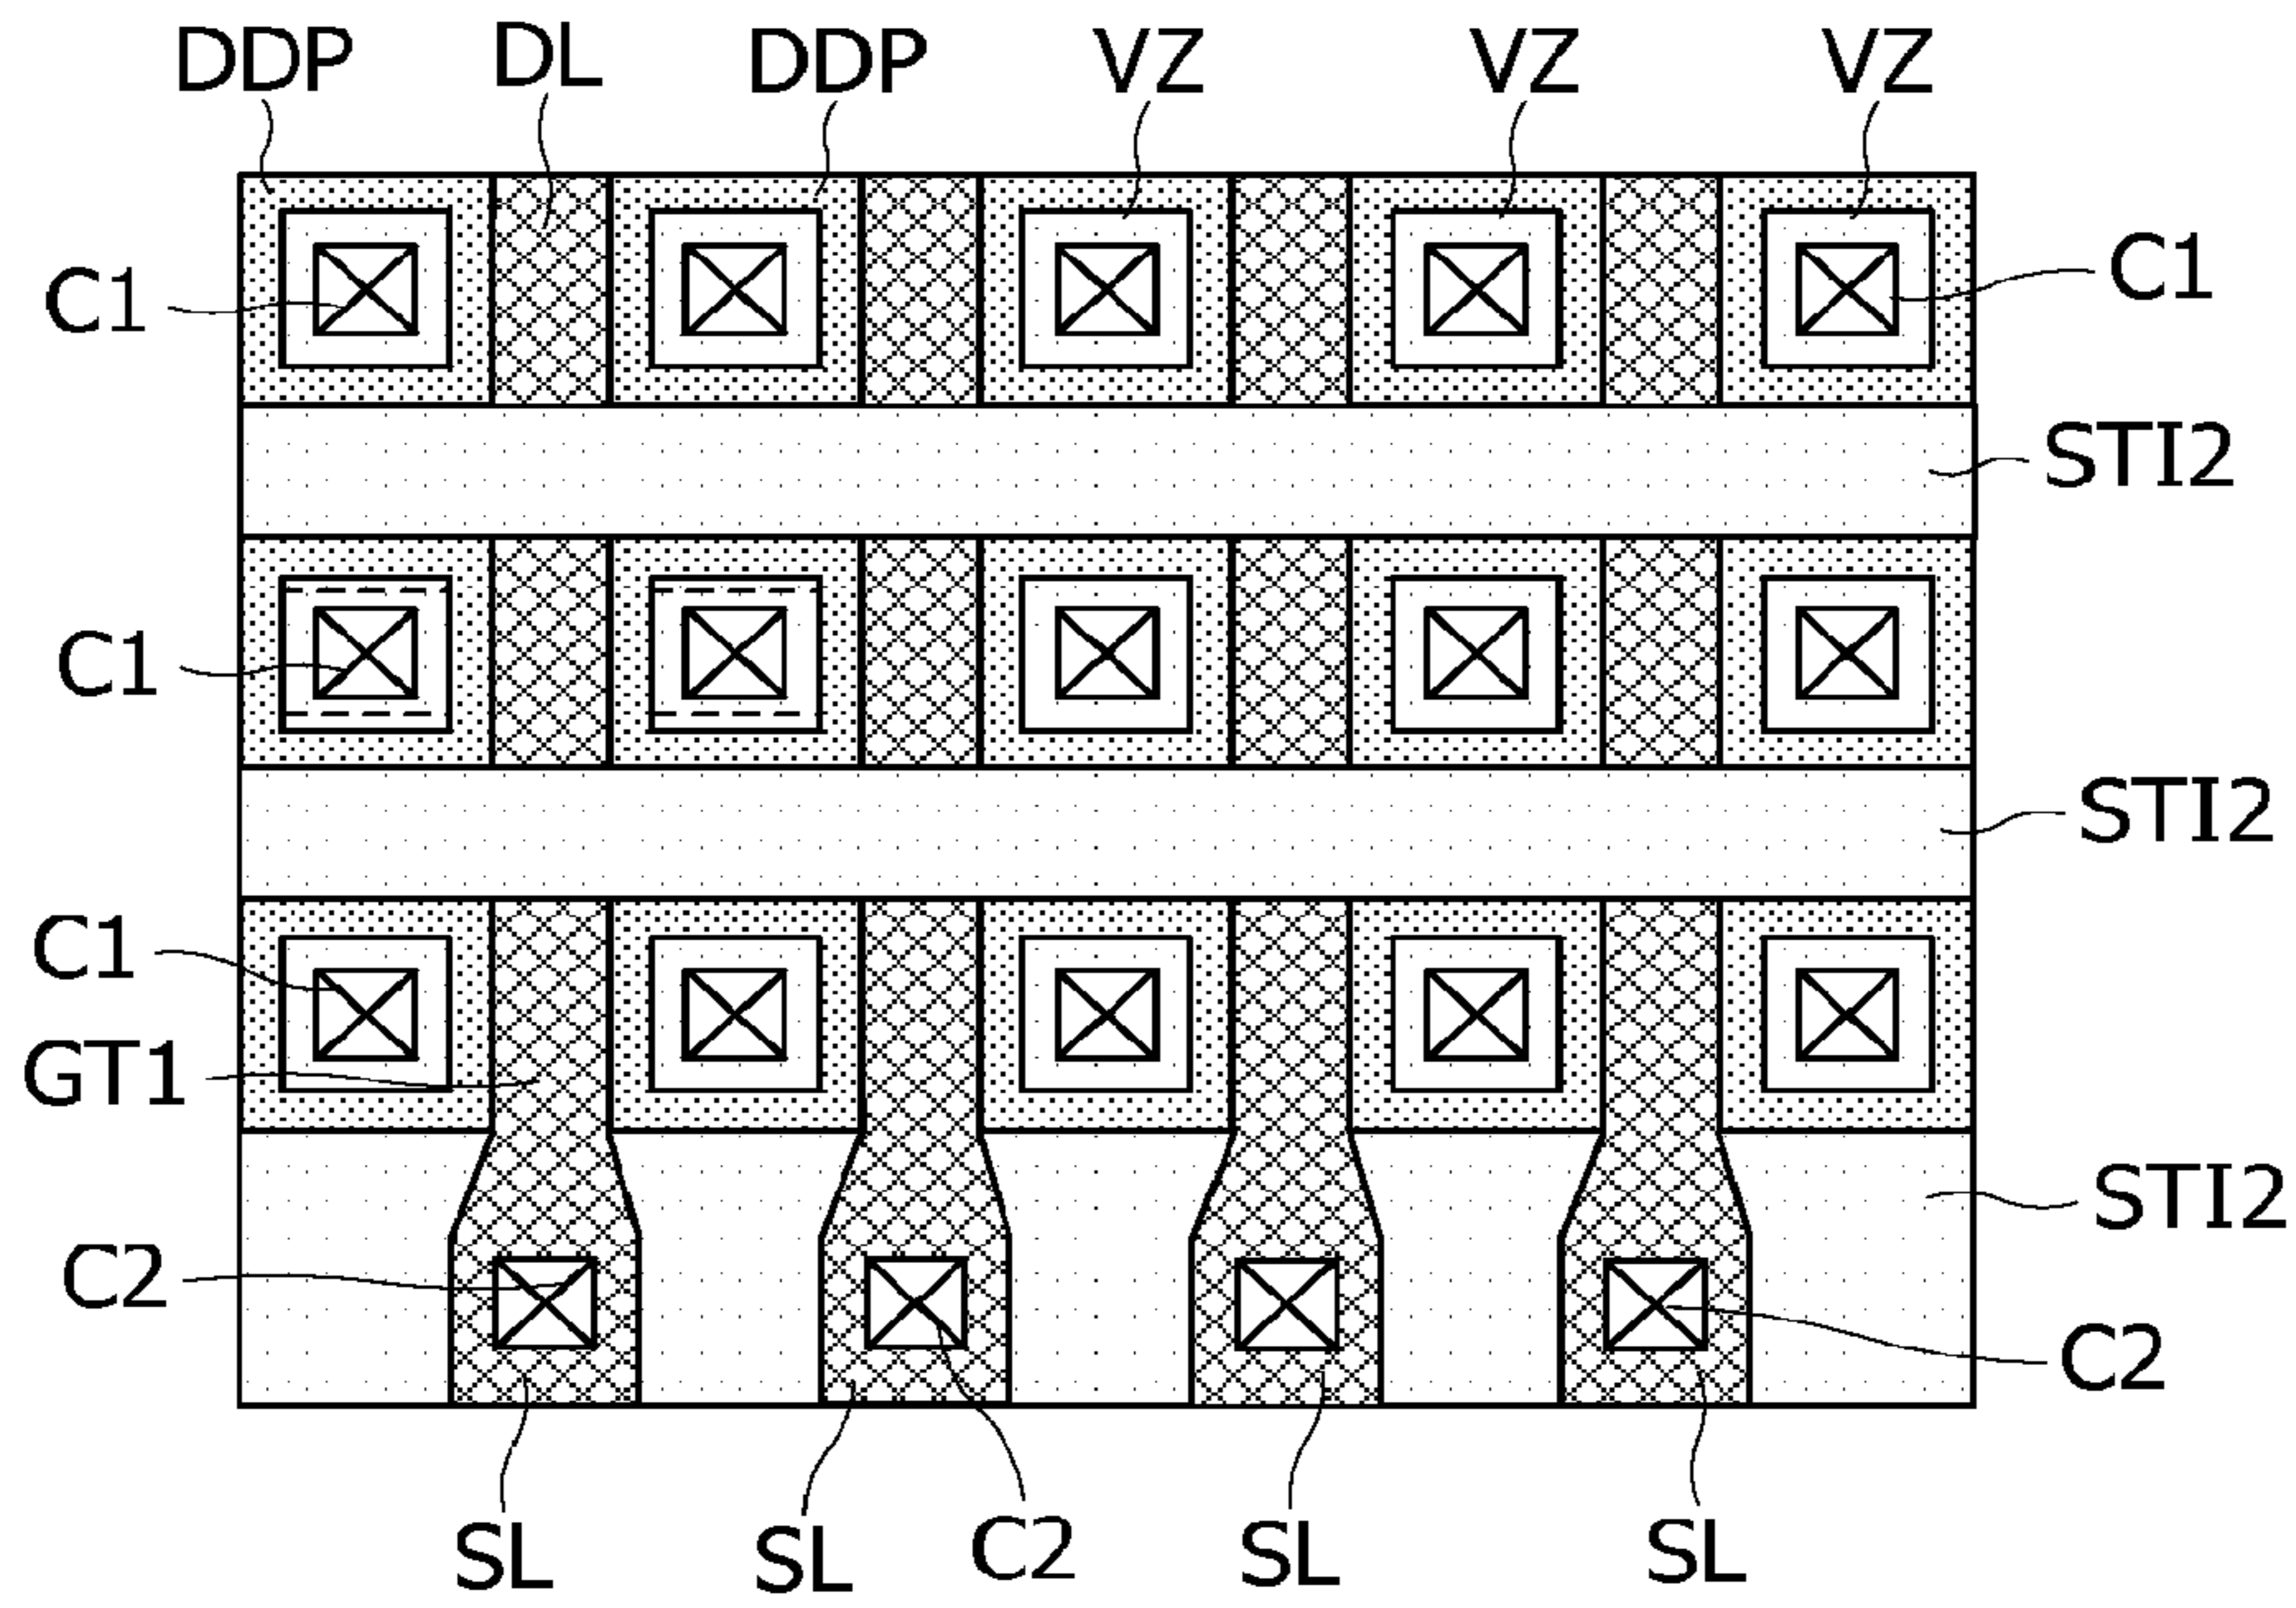 DDP DL DDP VZ VZ VZ
C1 C1
STI2
C1
STI2
C1
GT1
STI2
C2
C2
SL SL C2 SL SL